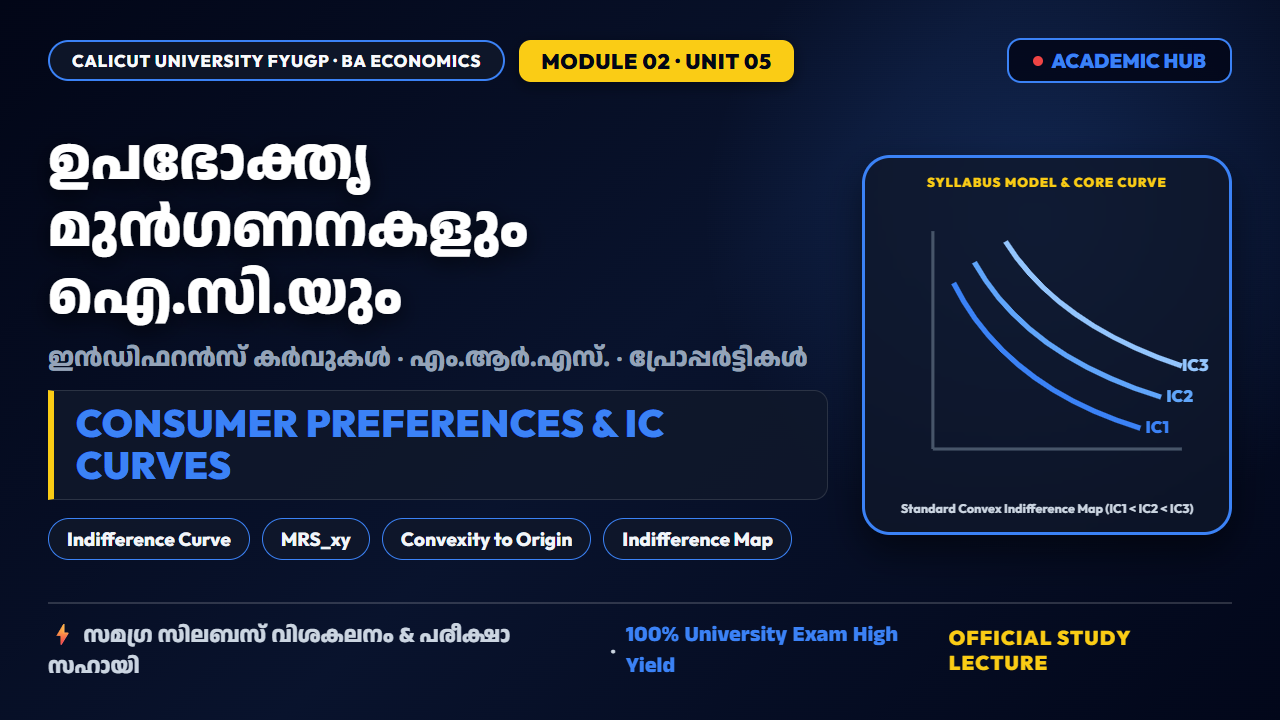 CALICUT UNIVERSITY FYUGP · BA ECONOMICS
MODULE 02 · UNIT 05
ACADEMIC HUB
ഉപഭോക്തൃ
മുൻഗണനകളും
ഐ.സി.യും
ഇൻഡിഫറൻസ് കർവുകൾ · എം.ആർ.എസ്. · പ്രോപ്പർട്ടികൾ
CONSUMER PREFERENCES & IC
CURVES
Indifference Curve
MRS_xy
Convexity to Origin
Indifference Map
SYLLABUS MODEL & CORE CURVE
IC3
IC2
IC1
Standard Convex Indifference Map (IC1 < IC2 < IC3)
⚡ സമഗ്ര സിലബസ് വിശകലനം & പരീക്ഷാ
സഹായി
· 100% University Exam High
Yield
OFFICIAL STUDY
LECTURE